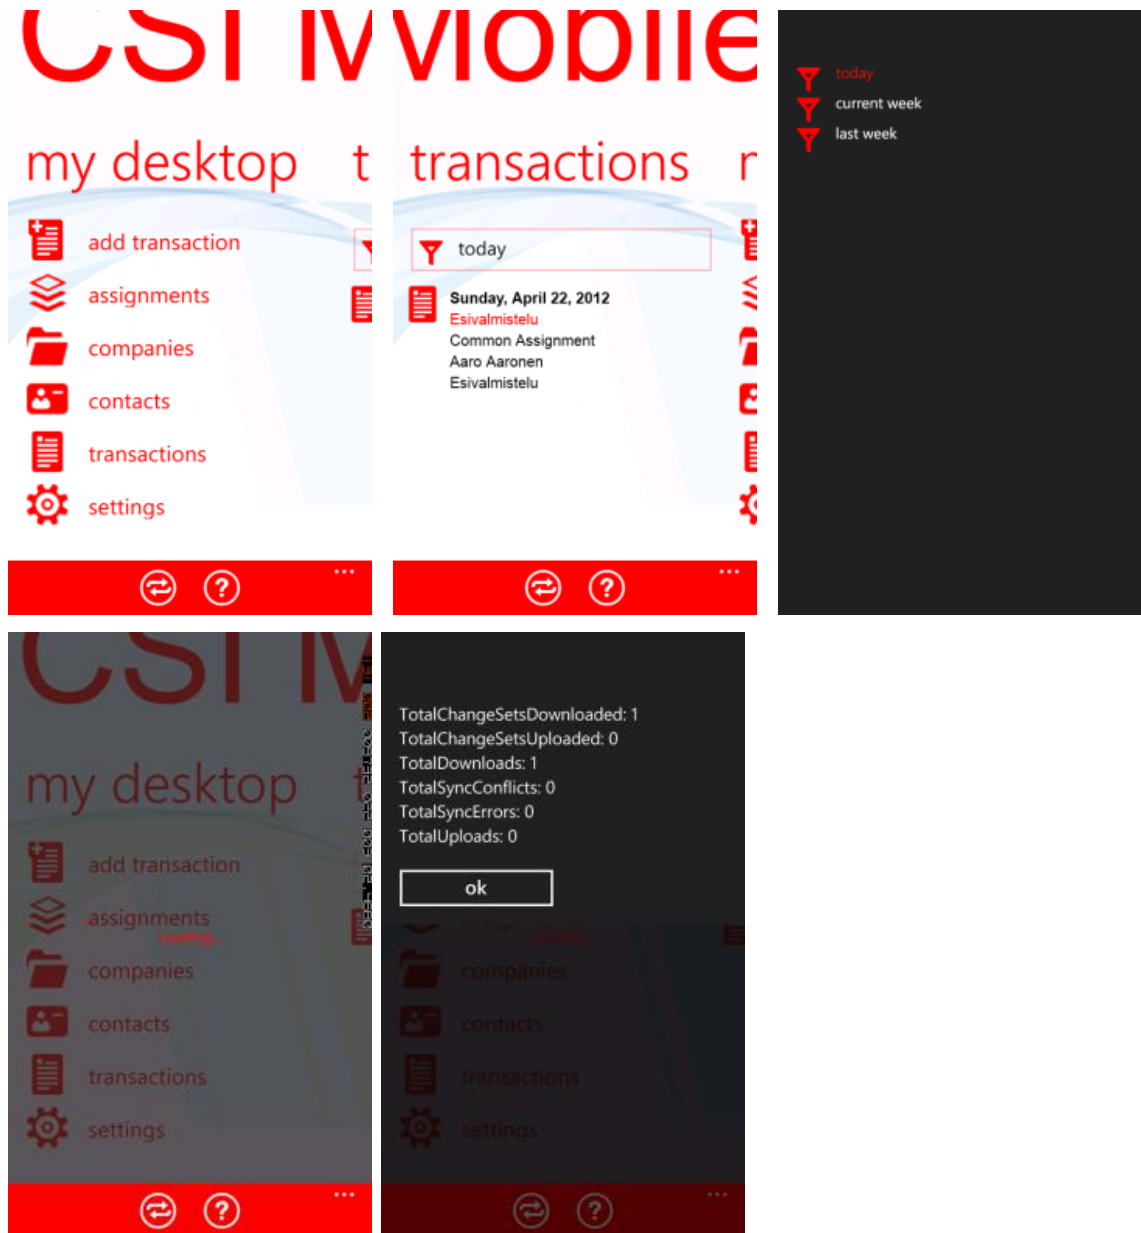 CSI M
my desktop t
add transaction
assignments
companies
contacts
transactions
settings
Mobile
transactions
today
Sunday, April 22, 2012
Esivalmistelu
Common Assignment
Aaro Aaronen
Esivalmistelu
today
current week
last week
CSI M
my desktop t
add transaction
assignments
Loading...
companies
contacts
transactions
settings
TotalChangeSetsDownloaded: 1
TotalChangeSetsUploaded: 0
TotalDownloads: 1
TotalSyncConflicts: 0
TotalSyncErrors: 0
TotalUploads: 0
ok
companies
contacts
transactions
settings